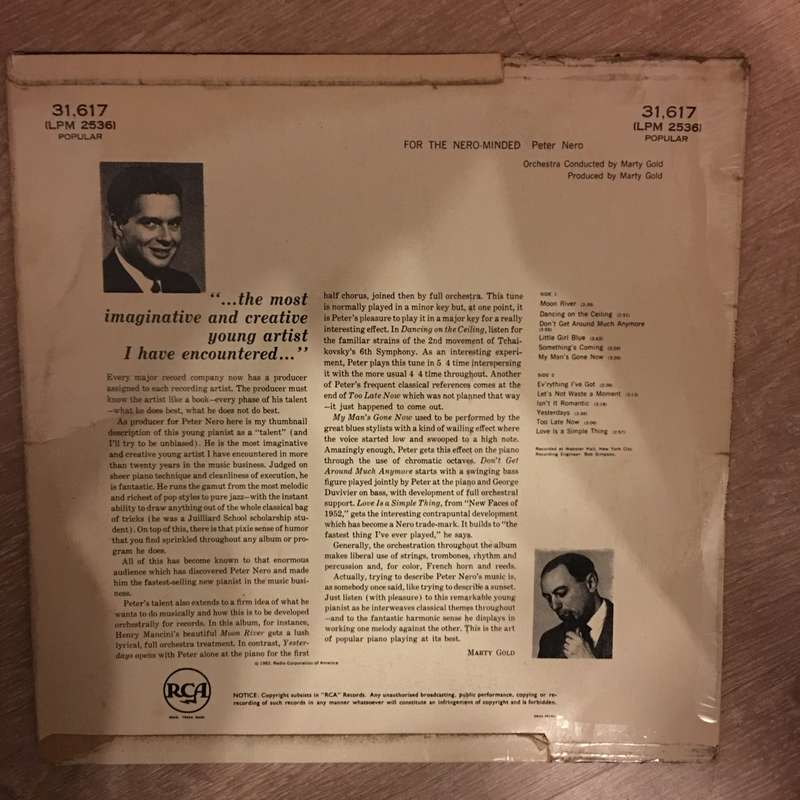 31,617
(LPM 2536)
POPULAR
31,617
(LPM 2536)
POPULAR
FOR THE NERO-MINDED Peter Nero
Orchestra Conducted by Marty Gold
Produced by Marty Gold
“...the most
imaginative and creative
young artist
I have encountered...”
Every major record company now has a producer
assigned to each recording artist. The producer must
know the artist like a book—every phase of his talent
—what he does best, what he does not do best.
As producer for Peter Nero here is my thumbnail
description of this young pianist as a “talent” (and
I'll try to be unbiased). He is the most imaginative
and creative young artist I have encountered in more
than twenty years in the music business. Judged on
sheer piano technique and cleanliness of execution, he
is fantastic. He runs the gamut from the most melodic
and richest of pop styles to pure jazz—with the instant
ability to draw anything out of the whole classical bag
of tricks (he was a Juilliard School scholarship stu-
dent). On top of this, there is that pixie sense of humor
that you find sprinkled throughout any album or pro-
gram he does.
All of this has become known to that enormous
audience which has discovered Peter Nero and made
him the fastest-selling new pianist in the music busi-
ness.
Peter's talent also extends to a firm idea of what he
wants to do musically and how this is to be developed
orchestrally for records. In this album, for instance,
Henry Mancini's beautiful Moon River gets a lush
lyrical, full orchestra treatment. In contrast, Yester-
days opens with Peter alone at the piano for the first
half chorus, joined then by full orchestra. This tune
is normally played in a minor key but, at one point, it
is Peter's pleasure to play it in a major key for a really
interesting effect. In Dancing on the Ceiling, listen for
the familiar strains of the 2nd movement of Tchai-
kovsky's 6th Symphony. As an interesting experi-
ment, Peter plays this tune in 5 4 time interspersing
it with the more usual 4 4 time throughout. Another
of Peter's frequent classical references comes at the
end of Too Late Now which was not planned that way
—it just happened to come out.
My Man's Gone Now used to be performed by the
great blues stylists with a kind of wailing effect where
the voice started low and swooped to a high note.
Amazingly enough, Peter gets this effect on the piano
through the use of chromatic octaves. Don't Get
Around Much Anymore starts with a swinging bass
figure played jointly by Peter at the piano and George
Duvivier on bass, with development of full orchestral
support. Love Is a Simple Thing, from “New Faces of
1952,” gets the interesting contrapuntal development
which has become a Nero trade-mark. It builds to “the
fastest thing I've ever played,” he says.
Generally, the orchestration throughout the album
makes liberal use of strings, trombones, rhythm and
percussion and, for color, French horn and reeds.
Actually, trying to describe Peter Nero's music is,
as somebody once said, like trying to describe a sunset.
Just listen (with pleasure) to this remarkable young
pianist as he interweaves classical themes throughout
—and to the fantastic harmonic sense he displays in
working one melody against the other. This is the art
of popular piano playing at its best.
MARTY GOLD
SIDE 1
Moon River
Dancing on the Ceiling
Don't Get Around Much Anymore
Little Girl Blue
Something's Coming
My Man's Gone Now
SIDE 2
Ev'rything I've Got
Let's Not Waste a Moment
Isn't It Romantic
Yesterdays
Too Late Now
Love Is a Simple Thing
Recorded at Webster Hall, New York City
Recording Engineer: Bob Simpson
Radio Corporation of America
RCA
NOTICE: Copyright subsists in "RCA" Records. Any unauthorised broadcasting, public performance, copying or re-
recording of such records in any manner whatsoever will constitute an infringement of copyright and is forbidden.